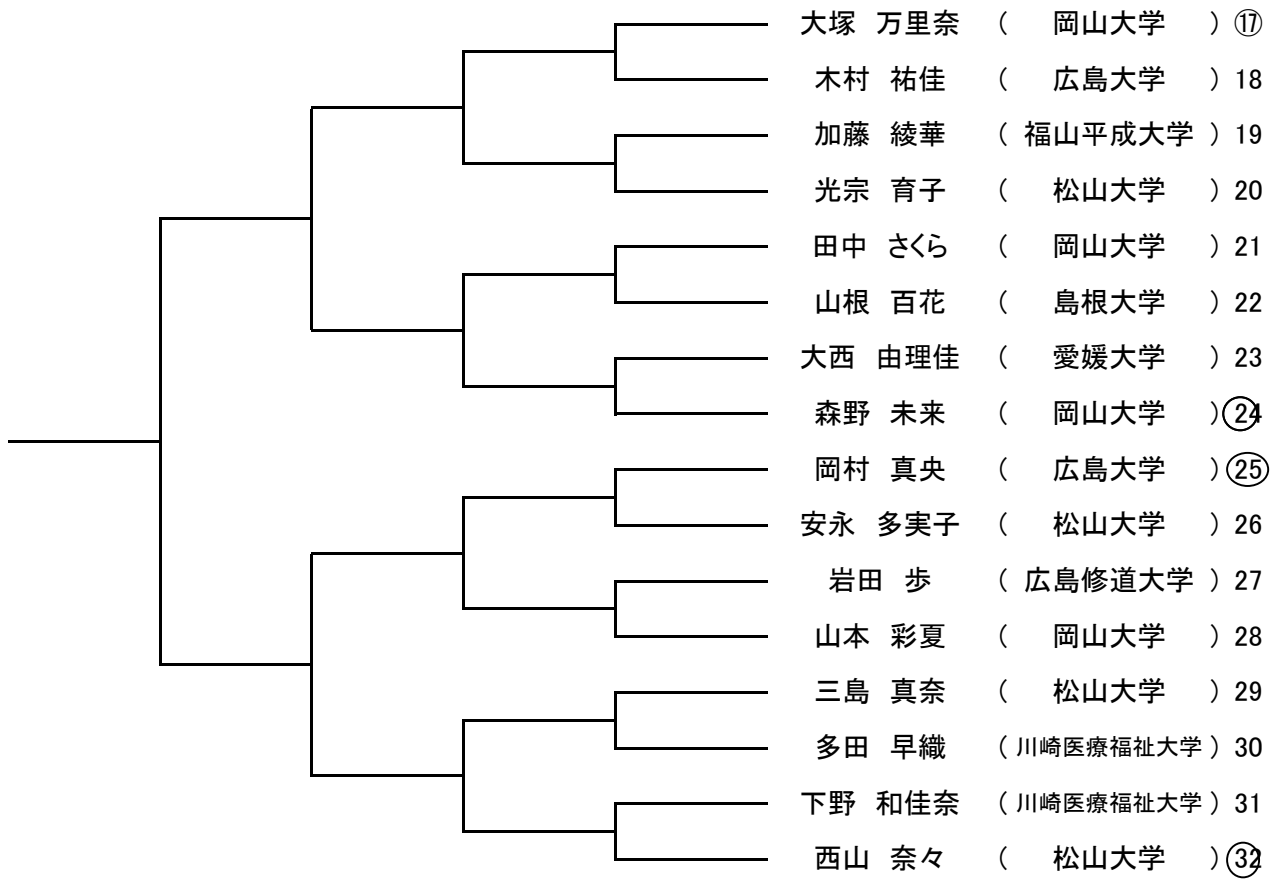 大塚 万里奈 ( 岡山大学 ) ⑰
木村 祐佳 ( 広島大学 ) 18
加藤 綾華 ( 福山平成大学 ) 19
光宗 育子 ( 松山大学 ) 20
田中 さくら ( 岡山大学 ) 21
山根 百花 ( 島根大学 ) 22
大西 由理佳 ( 愛媛大学 ) 23
森野 未来 ( 岡山大学 ) 24
岡村 真央 ( 広島大学 ) 25
安永 多実子 ( 松山大学 ) 26
岩田 歩 ( 広島修道大学 ) 27
山本 彩夏 ( 岡山大学 ) 28
三島 真奈 ( 松山大学 ) 29
多田 早織 ( 川崎医療福祉大学 ) 30
下野 和佳奈 ( 川崎医療福祉大学 ) 31
西山 奈々 ( 松山大学 ) 32